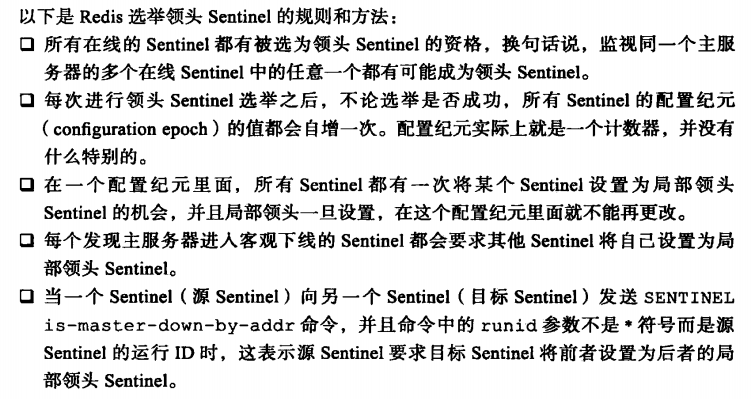 以下是 Redis 选举领头 Sentinel 的规则和方法：
❑ 所有在线的 Sentinel 都有被选为领头 Sentinel 的资格，换句话说，监视同一个主服
务器的多个在线 Sentinel 中的任意一个都有可能成为领头 Sentinel。
❑ 每次进行领头 Sentinel 选举之后，不论选举是否成功，所有 Sentinel 的配置纪元
（configuration epoch）的值都会自增一次。配置纪元实际上就是一个计数器，并没有
什么特别的。
❑ 在一个配置纪元里面，所有 Sentinel 都有一次将某个 Sentinel 设置为局部领头
Sentinel 的机会，并且局部领头一旦设置，在这个配置纪元里面就不能再更改。
❑ 每个发现主服务器进入客观下线的 Sentinel 都会要求其他 Sentinel 将自己设置为局
部领头 Sentinel。
❑ 当一个 Sentinel（源 Sentinel）向另一个 Sentinel（目标 Sentinel）发送 SENTINEL
is-master-down-by-addr 命令，并且命令中的 runid 参数不是 * 符号而是源
Sentinel 的运行 ID 时，这表示源 Sentinel 要求目标 Sentinel 将前者设置为后者的局
部领头 Sentinel。